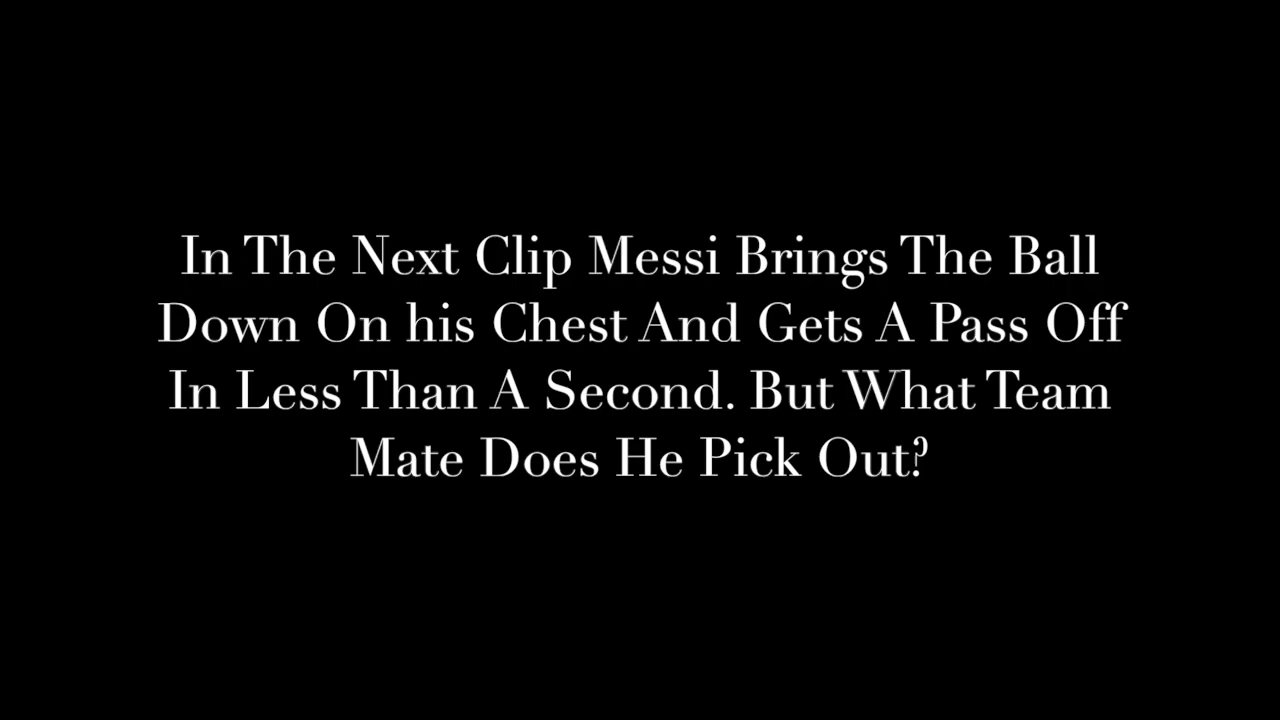 In The Next Clip Messi Brings The Ball
Down On his Chest And Gets A Pass Off
In Less Than A Second. But What Team
Mate Does He Pick Out?